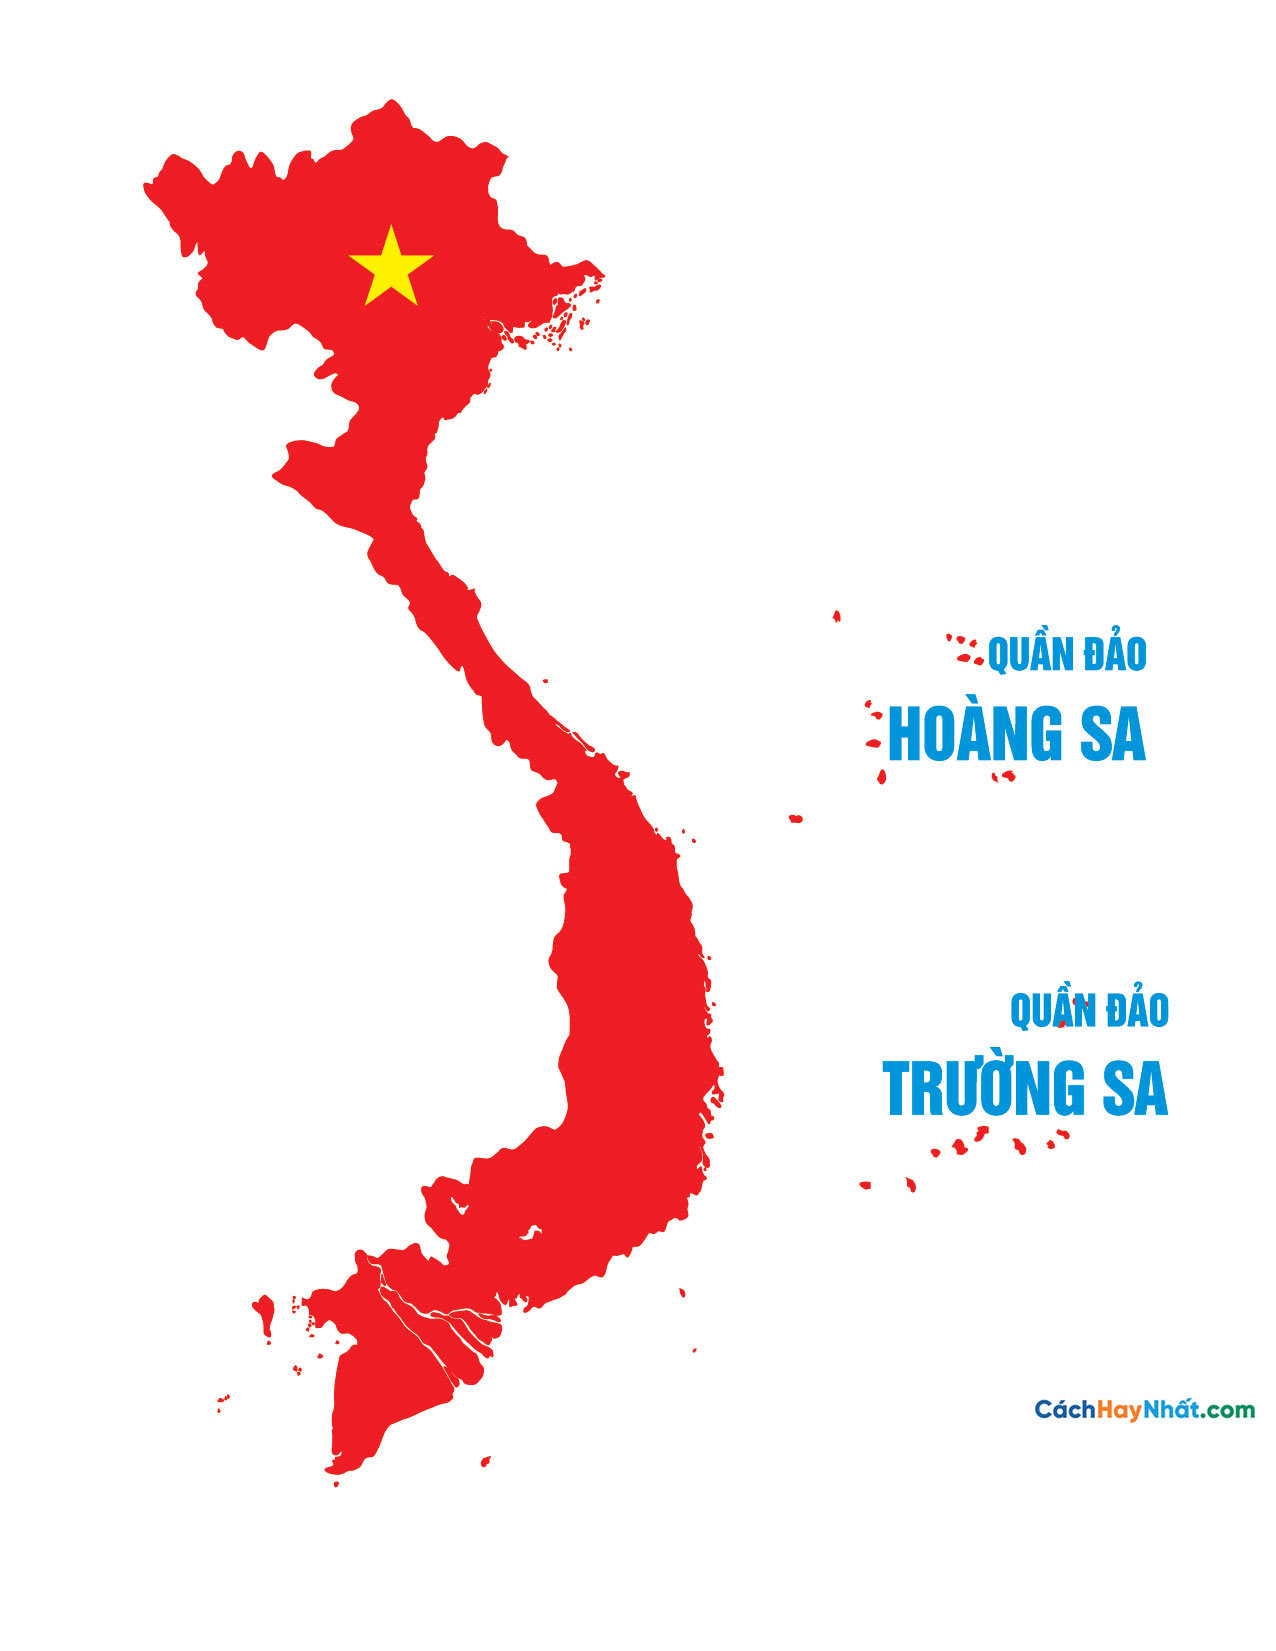 QUẦN ĐẢO
HOÀNG SA
QUẦN ĐẢO
TRƯỜNG SA
CáchHayNhất.com